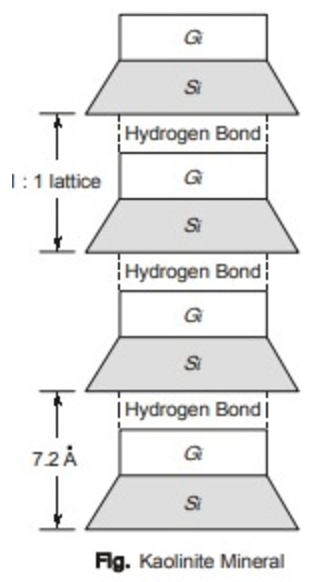 Gi
Si
Hydrogen Bond
1 : 1 lattice
Gi
Si
Hydrogen Bond
Gi
Si
Hydrogen Bond
7.2 Å
Gi
Si
Fig. Kaolinite Mineral